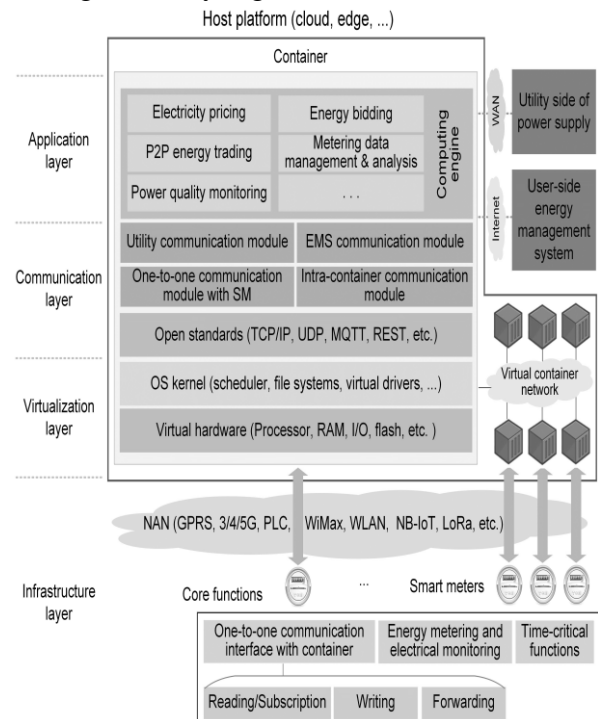 Host platform (cloud, edge, ...)
Container
Application
layer
Electricity pricing
Energy bidding
P2P energy trading
Metering data
management & analysis
Power quality monitoring
. . .
Computing
engine
WAN
Utility side of
power supply
Internet
User-side
energy
management
system
Communication
layer
Utility communication module
EMS communication module
One-to-one communication
module with SM
Intra-container communication
module
Open standards (TCP/IP, UDP, MQTT, REST, etc.)
Virtualization
layer
OS kernel (scheduler, file systems, virtual drivers, ...)
Virtual hardware (Processor, RAM, I/O, flash, etc. )
Virtual container
network
NAN (GPRS, 3/4/5G, PLC, WiMax, WLAN, NB-IoT, LoRa, etc.)
Infrastructure
layer
Core functions
...
Smart meters
One-to-one communication
interface with container
Energy metering and
electrical monitoring
Time-critical
functions
Reading/Subscription
Writing
Forwarding